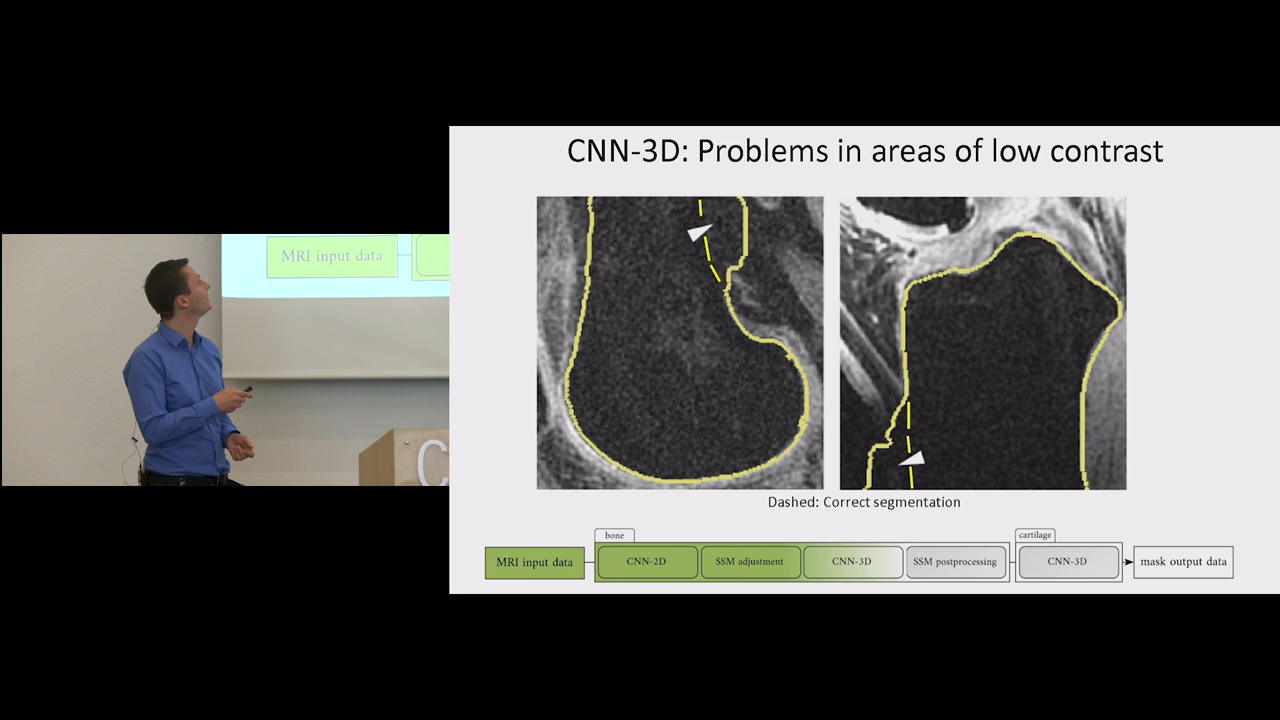 CNN-3D: Problems in areas of low contrast
MRI input data
C
Dashed: Correct segmentation
bone
cartilage
MRI input data
CNN-2D
SSM adjustment
CNN-3D
SSM postprocessing
CNN-3D
mask output data